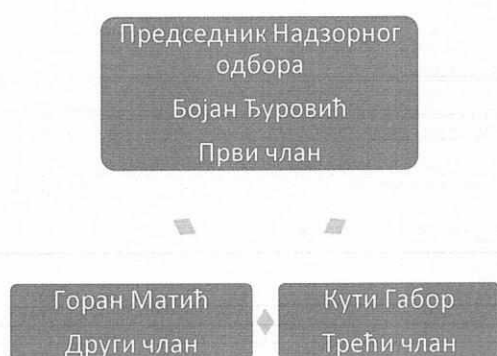 Председник Надзорног
одбора
Бојан Ђуровић
Први члан
Горан Матић
Кути Габор
Други члан
Трећи члан